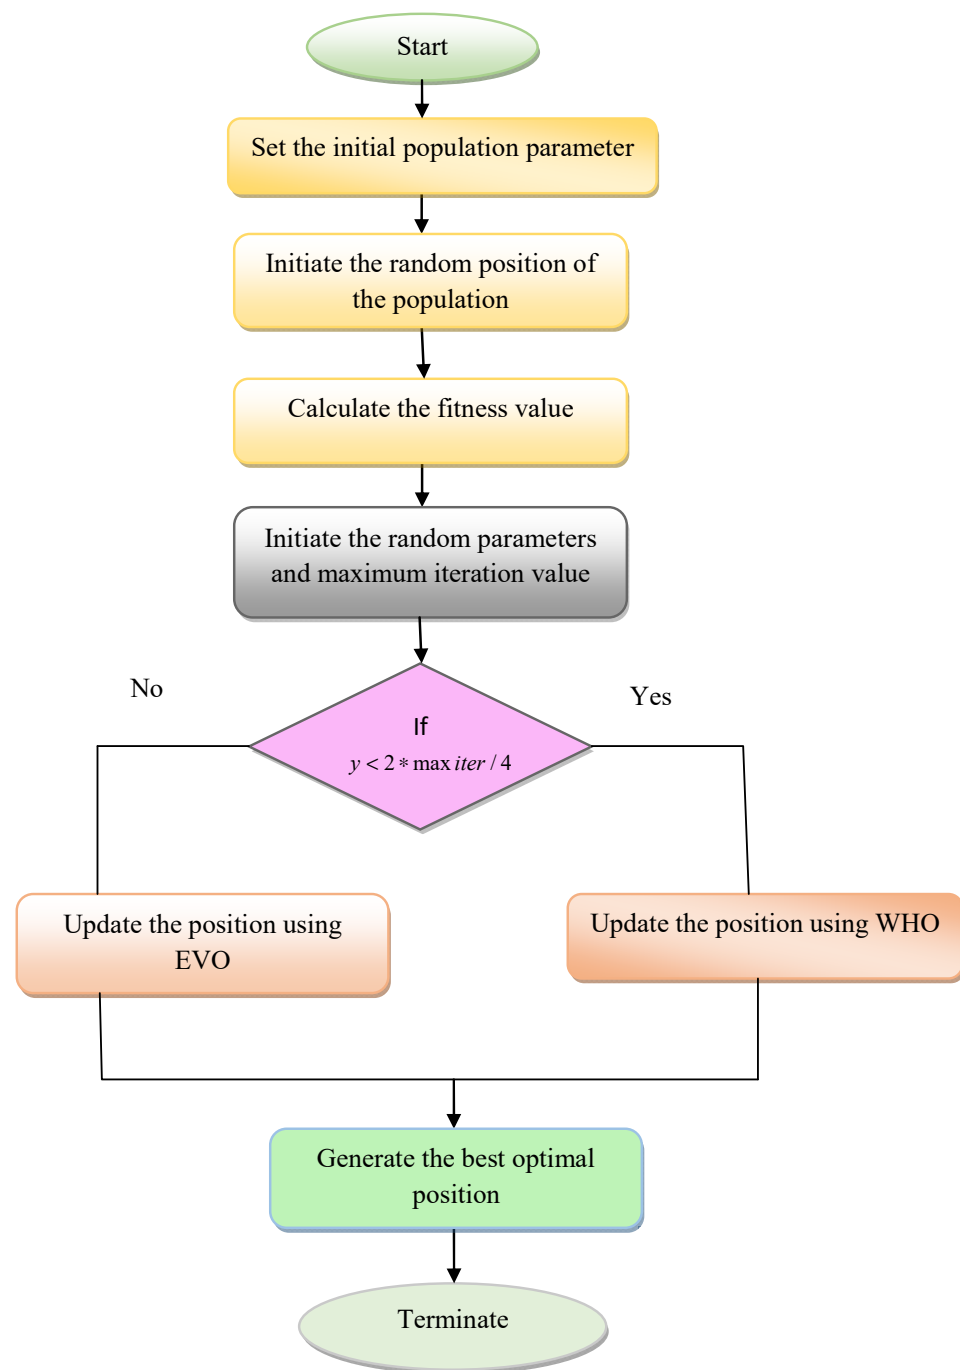 Start
Set the initial population parameter
Initiate the random position of
the population
Calculate the fitness value
Initiate the random parameters
and maximum iteration value
No
Yes
If
y < 2 * max iter / 4
Update the position using
EVO
Update the position using WHO
Generate the best optimal
position
Terminate